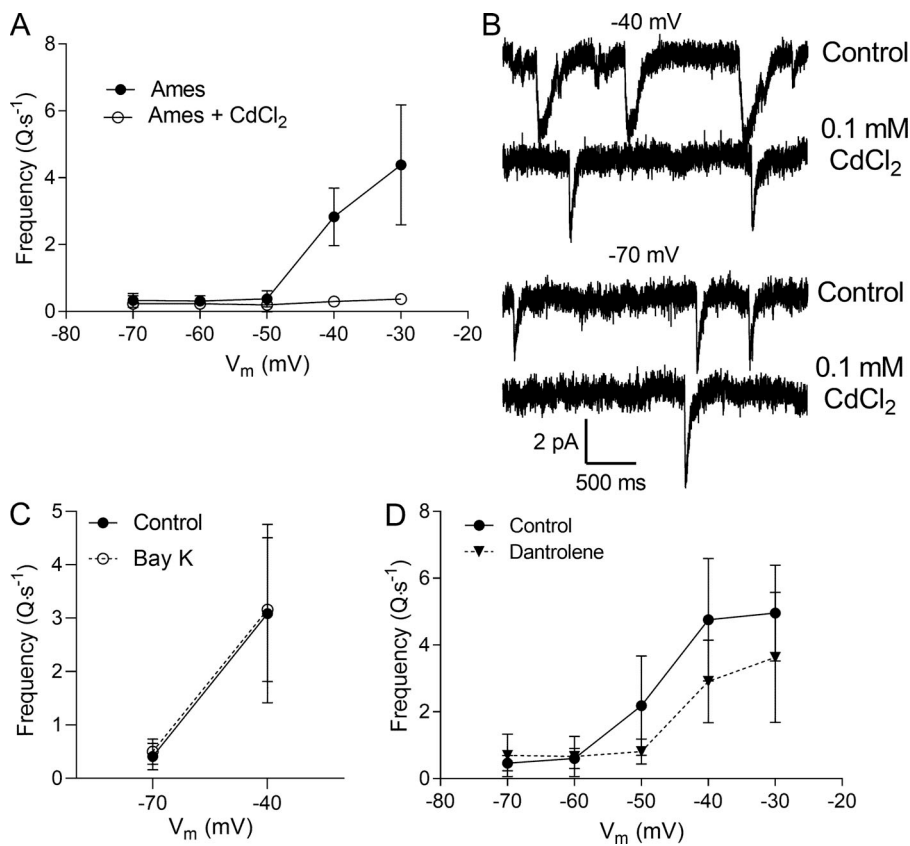 A
Frequency (Q·s⁻¹)
8
6
4
2
0
Ames
Ames + CdCl₂
-80
-70
-60
-50
-40
-30
-20
Vₘ (mV)
B
-40 mV
Control
0.1 mM
CdCl₂
-70 mV
Control
0.1 mM
CdCl₂
2 pA
500 ms
C
Frequency (Q·s⁻¹)
5
4
3
2
1
0
Control
Bay K
-70
-40
Vₘ (mV)
D
Frequency (Q·s⁻¹)
8
6
4
2
0
Control
Dantrolene
-80
-70
-60
-50
-40
-30
-20
Vₘ (mV)